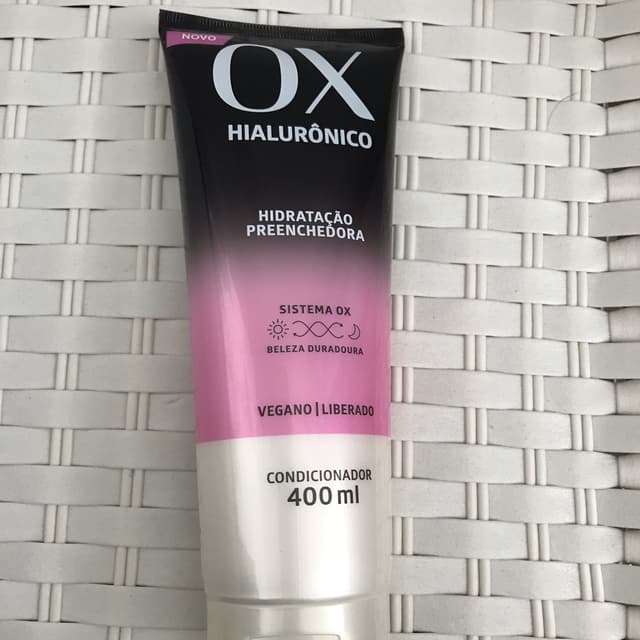 NOVO
OX
HIALURÔNICO
HIDRATAÇÃO
PREENCHEDORA
SISTEMA OX
BELEZA DURADOURA
VEGANO | LIBERADO
CONDICIONADOR
400 ml